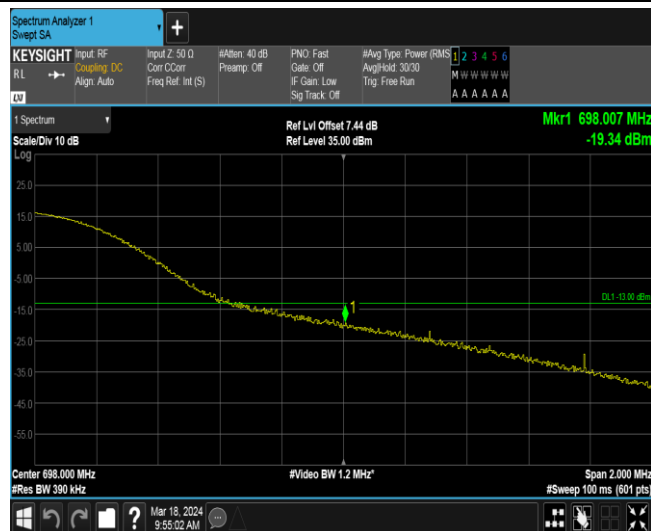 Spectrum Analyzer 1
Swept SA
+
KEYSIGHT
RL
Input: RF
Coupling: DC
Align: Auto
Input Z: 50 Ω
Corr CCorr
Freq Ref: Int (S)
#Atten: 40 dB
Preamp: Off
PNO: Fast
Gate: Off
IF Gain: Low
Sig Track: Off
#Avg Type: Power (RMS
Avg|Hold: 30/30
Trig: Free Run
1 2 3 4 5 6
M W W W W W
A A A A A A
LXI
1 Spectrum
Scale/Div 10 dB
Log
Ref Lvl Offset 7.44 dB
Ref Level 35.00 dBm
Mkr1 698.007 MHz
-19.34 dBm
25.0
15.0
5.00
-5.00
-15.0
-25.0
-35.0
-45.0
-55.0
1
DL1 -13.00 dBm
Center 698.000 MHz
#Res BW 390 kHz
#Video BW 1.2 MHz*
Span 2.000 MHz
#Sweep 100 ms (601 pts)
?
Mar 18, 2024
9:55:02 AM